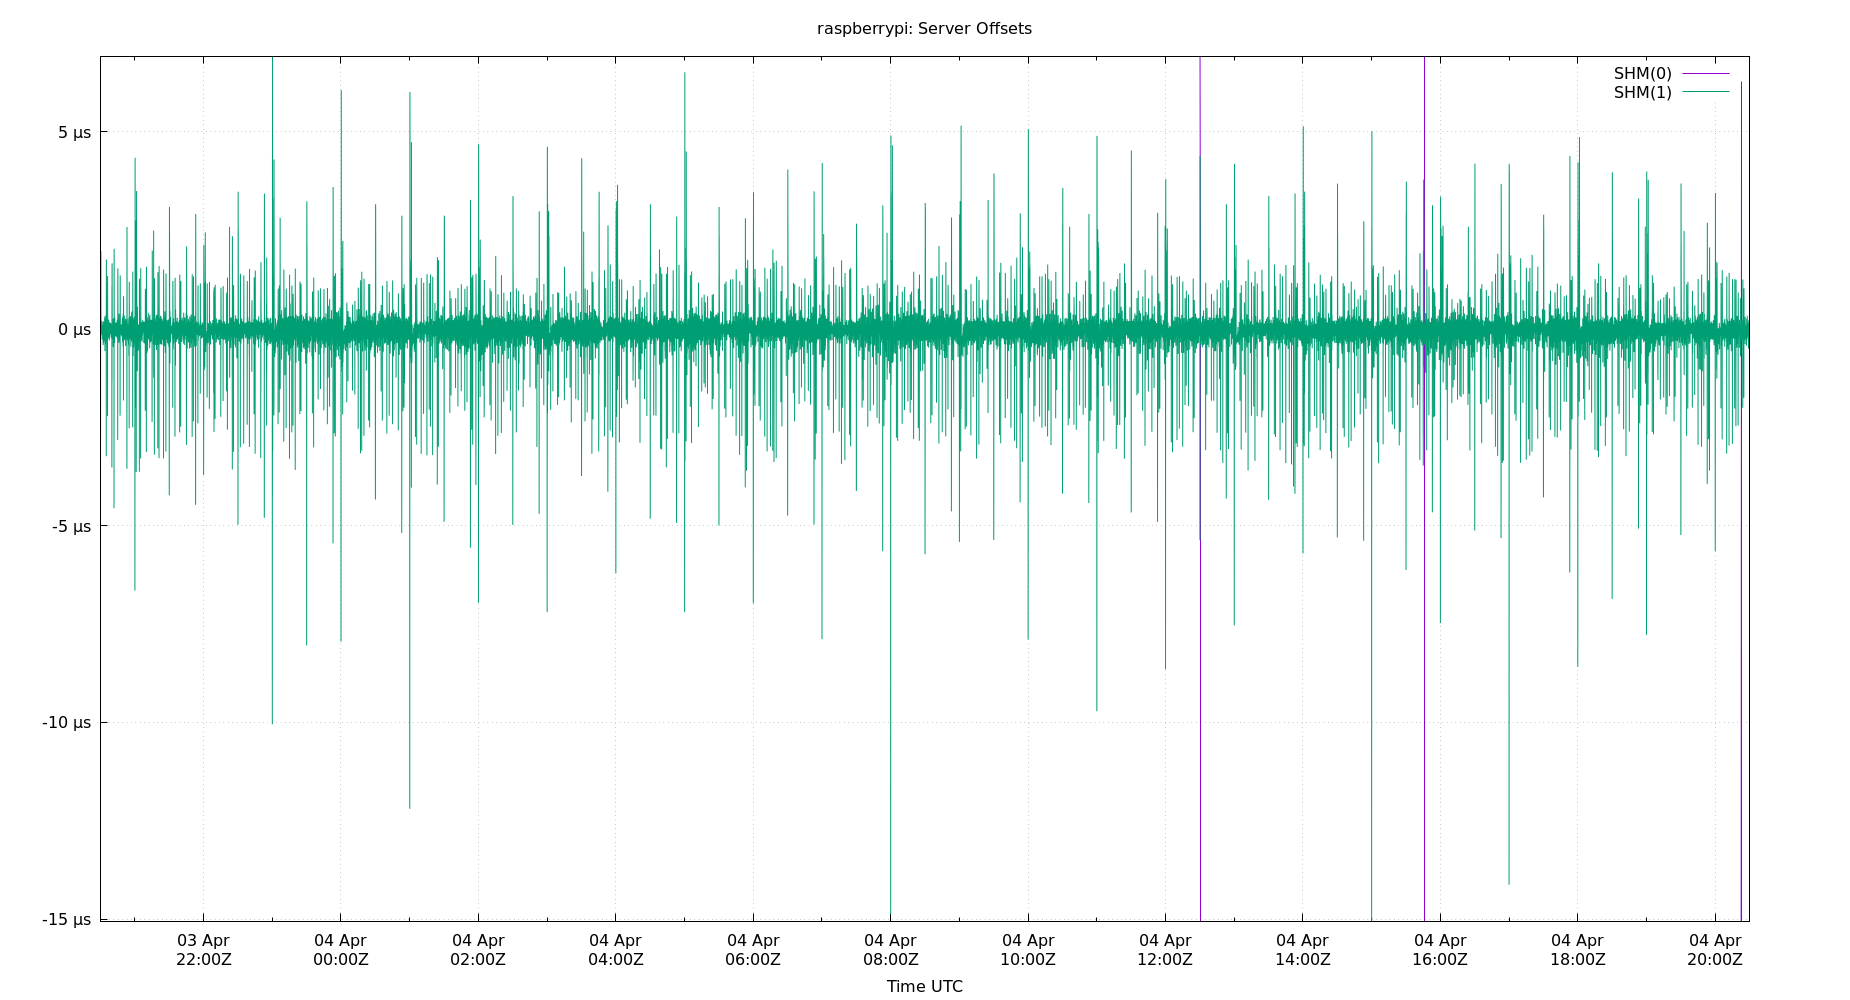 raspberrypi: Server Offsets
SHM(0)
SHM(1)
5 µs
0 µs
-5 µs
-10 µs
-15 µs
03 Apr 04 Apr 04 Apr 04 Apr 04 Apr 04 Apr 04 Apr 04 Apr 04 Apr 04 Apr 04 Apr 04 Apr
22:00Z 00:00Z 02:00Z 04:00Z 06:00Z 08:00Z 10:00Z 12:00Z 14:00Z 16:00Z 18:00Z 20:00Z
Time UTC